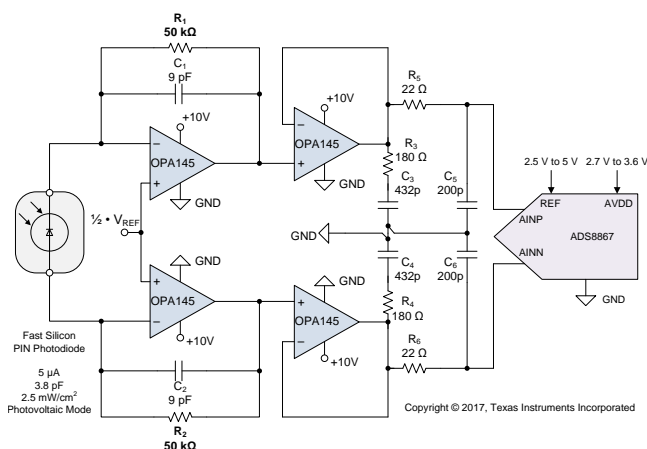 R1
50 kΩ
C1
9 pF
+10V
OPA145
GND
½ • VREF
+10V
OPA145
GND
R5
22 Ω
R3
180 Ω
C3
432p
C5
200p
GND
C4
432p
C6
200p
R4
180 Ω
R6
22 Ω
2.5 V to 5 V
2.7 V to 3.6 V
REF
AVDD
AINP
ADS8867
AINN
GND
GND
OPA145
+10V
GND
OPA145
+10V
C2
9 pF
R2
50 kΩ
Fast Silicon
PIN Photodiode
5 µA
3.8 pF
2.5 mW/cm²
Photovoltaic Mode
Copyright © 2017, Texas Instruments Incorporated
− + − + + − + −